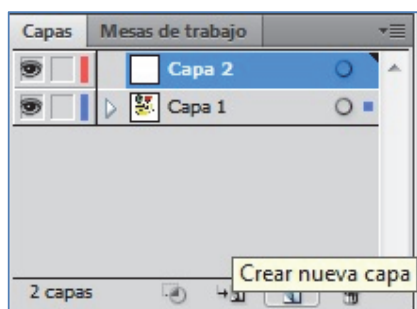 Capas Mesas de trabajo
Capa 2
Capa 1
Crear nueva capa
2 capas